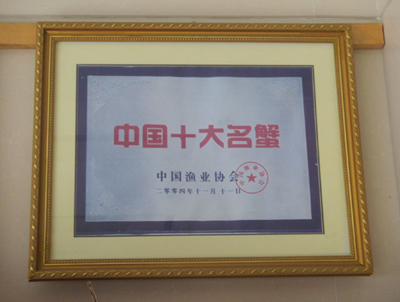 中国十大名蟹
中国渔业协会
二零零四年十一月十一日